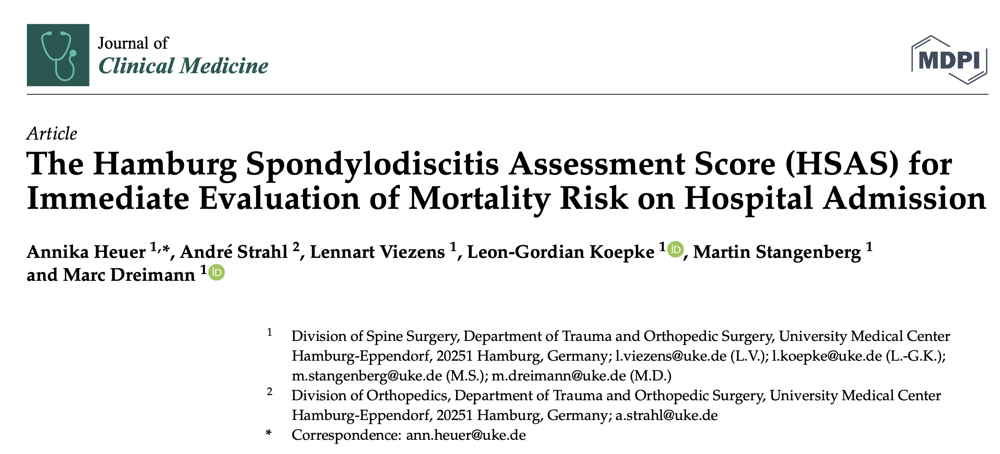 Journal of
Clinical Medicine
MDPI
Article
The Hamburg Spondylodiscitis Assessment Score (HSAS) for
Immediate Evaluation of Mortality Risk on Hospital Admission
Annika Heuer 1,*, André Strahl 2, Lennart Viezens 1, Leon-Gordian Koepke 1 iD, Martin Stangenberg 1
and Marc Dreimann 1 iD
1 Division of Spine Surgery, Department of Trauma and Orthopedic Surgery, University Medical Center
Hamburg-Eppendorf, 20251 Hamburg, Germany; l.viezens@uke.de (L.V.); l.koepke@uke.de (L.-G.K.);
m.stangenberg@uke.de (M.S.); m.dreimann@uke.de (M.D.)
2 Division of Orthopedics, Department of Trauma and Orthopedic Surgery, University Medical Center
Hamburg-Eppendorf, 20251 Hamburg, Germany; a.strahl@uke.de
* Correspondence: ann.heuer@uke.de